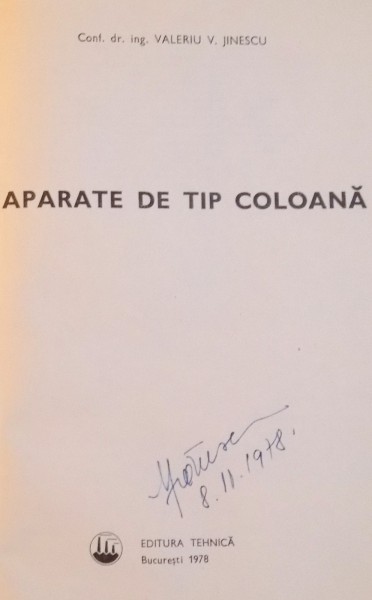 Conf. dr. ing. VALERIU V. JINESCU
APARATE DE TIP COLOANĂ
8.11.1978.
EDITURA TEHNICĂ
București 1978